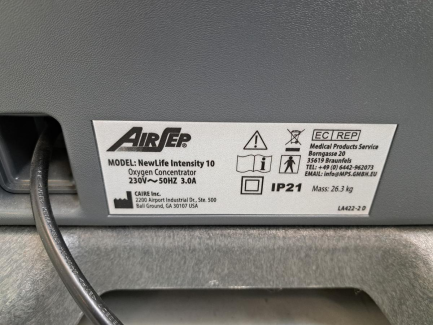 AIRSEP
MODEL: NewLife Intensity 10
Oxygen Concentrator
230V~50HZ 3.0A
CAIRE Inc.
2200 Airport Industrial Dr., Ste. 500
Ball Ground, GA 30107 USA
EC REP
Medical Products Service
Borngasse 20
35619 Braunfels
TEL: +49 (0) 6442-962073
EMAIL: info@MPS.GMBH.EU
IP21
Mass: 26.3 kg
LA422-2 D